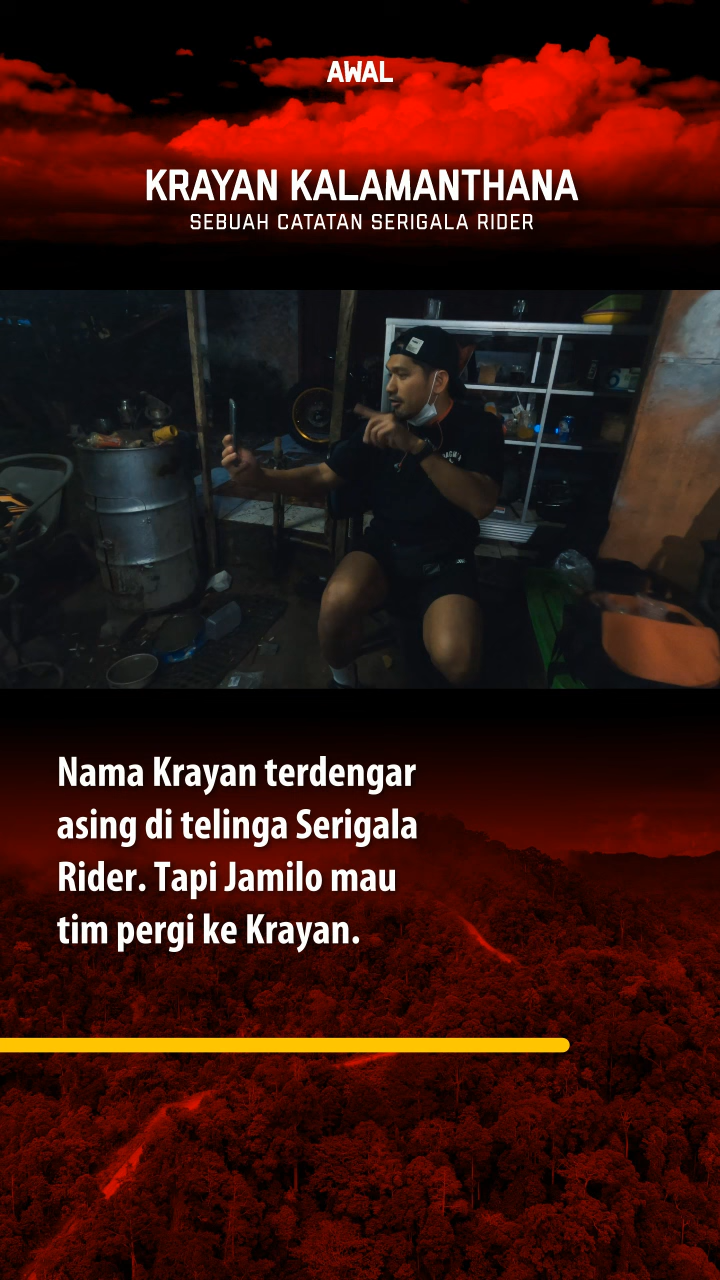 AWAL
KRAYAN KALAMANTHANA
SEBUAH CATATAN SERIGALA RIDER
Nama Krayan terdengar
asing di telinga Serigala
Rider. Tapi Jamilo mau
tim pergi ke Krayan.